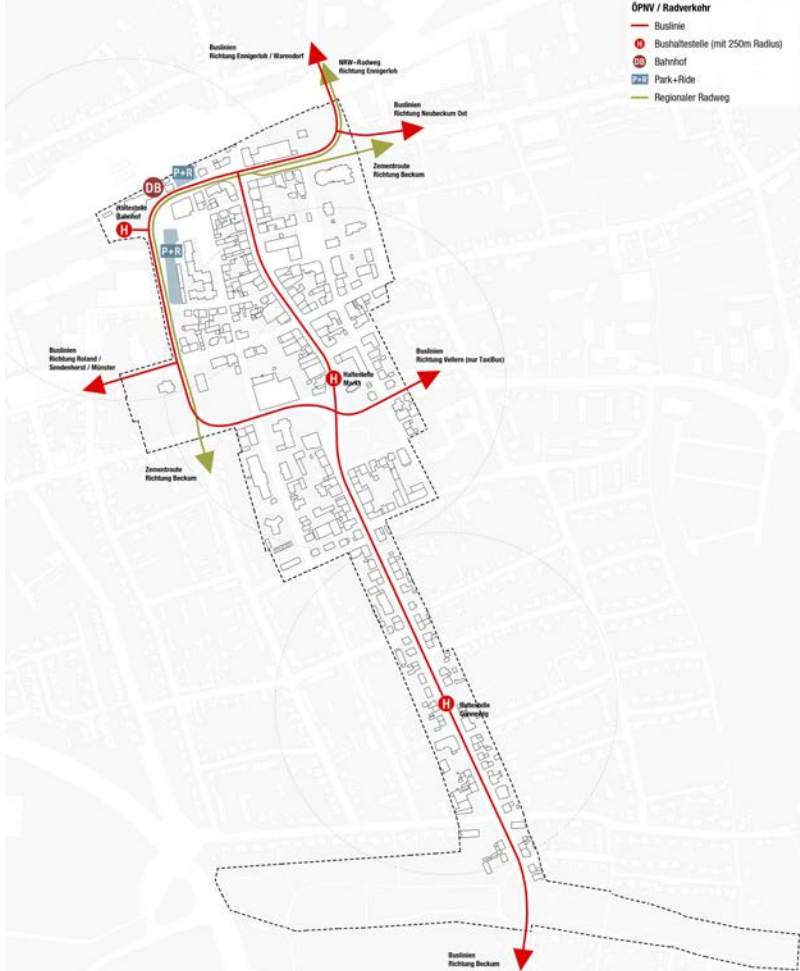 ÖPNV / Radverkehr
Buslinie
H Bushaltestelle (mit 250m Radius)
DB Bahnhof
P+R Park+Ride
Regionaler Radweg
Buslinien
Richtung Ennigerloh / Warendorf
NRW-Radweg
Richtung Ennigerloh
Buslinien
Richtung Neubeckum Ost
Zementroute
Richtung Beckum
P+R
DB
Haltestelle
Bahnhof
H
P+R
Buslinien
Richtung Roland /
Sendenhorst / Münster
Buslinien
Richtung Vellern (nur TaxiBus)
H
Haltestelle
Markt
Zementroute
Richtung Beckum
H
Haltestelle
Buslinien
Richtung Beckum